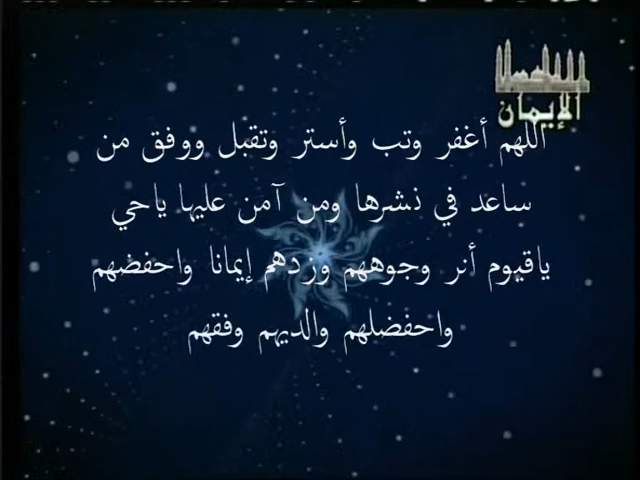 الإيمان
اللهم أغفر وتب وأستر وتقبل ووفق من
ساعد في نشرها ومن آمن عليها ياحي
ياقيوم أنر وجوههم وزدهم إيمانا واحفضهم
واحفضلهم والديهم وفقهم